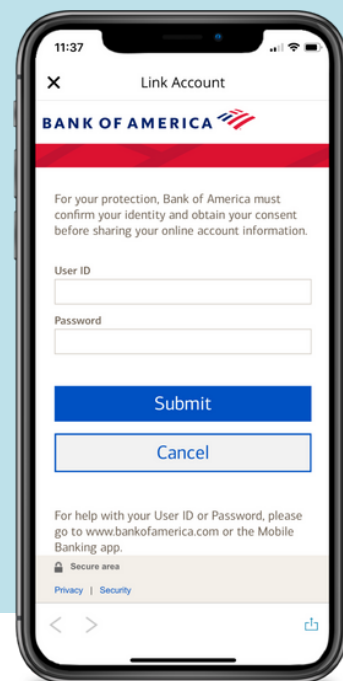 11:37
Link Account
BANK OF AMERICA
For your protection, Bank of America must
confirm your identity and obtain your consent
before sharing your online account information.
User ID
Password
Submit
Cancel
For help with your User ID or Password, please
go to www.bankofamerica.com or the Mobile
Banking app.
Secure area
Privacy | Security